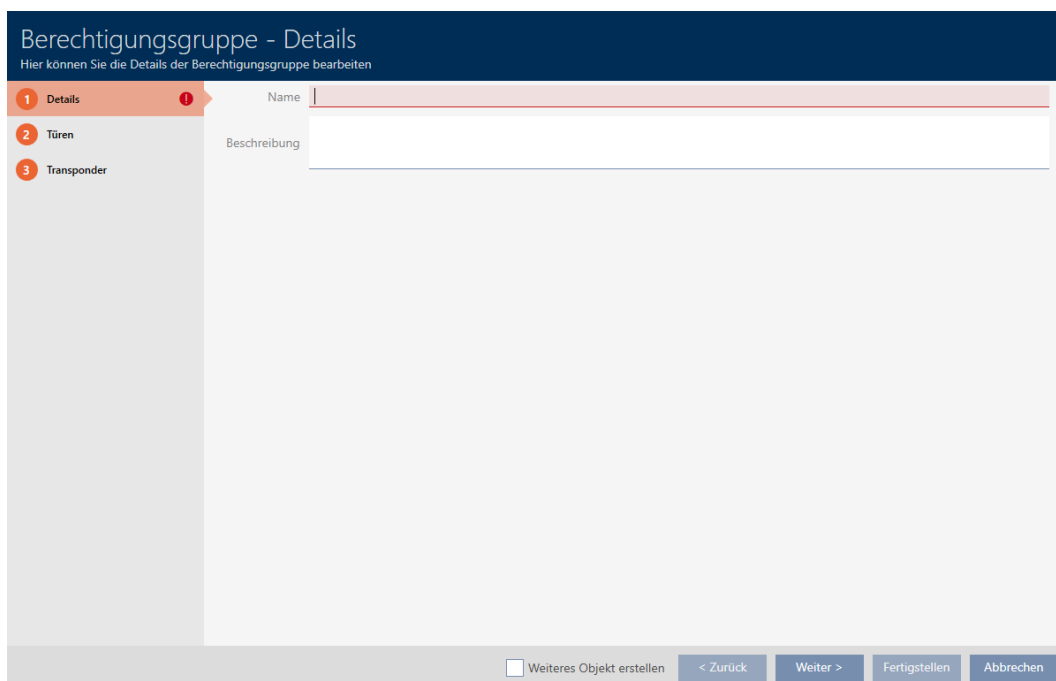 Berechtigungsgruppe - Details
Hier können Sie die Details der Berechtigungsgruppe bearbeiten
1 Details !
Name
2 Türen
Beschreibung
3 Transponder
Weiteres Objekt erstellen < Zurück Weiter > Fertigstellen Abbrechen